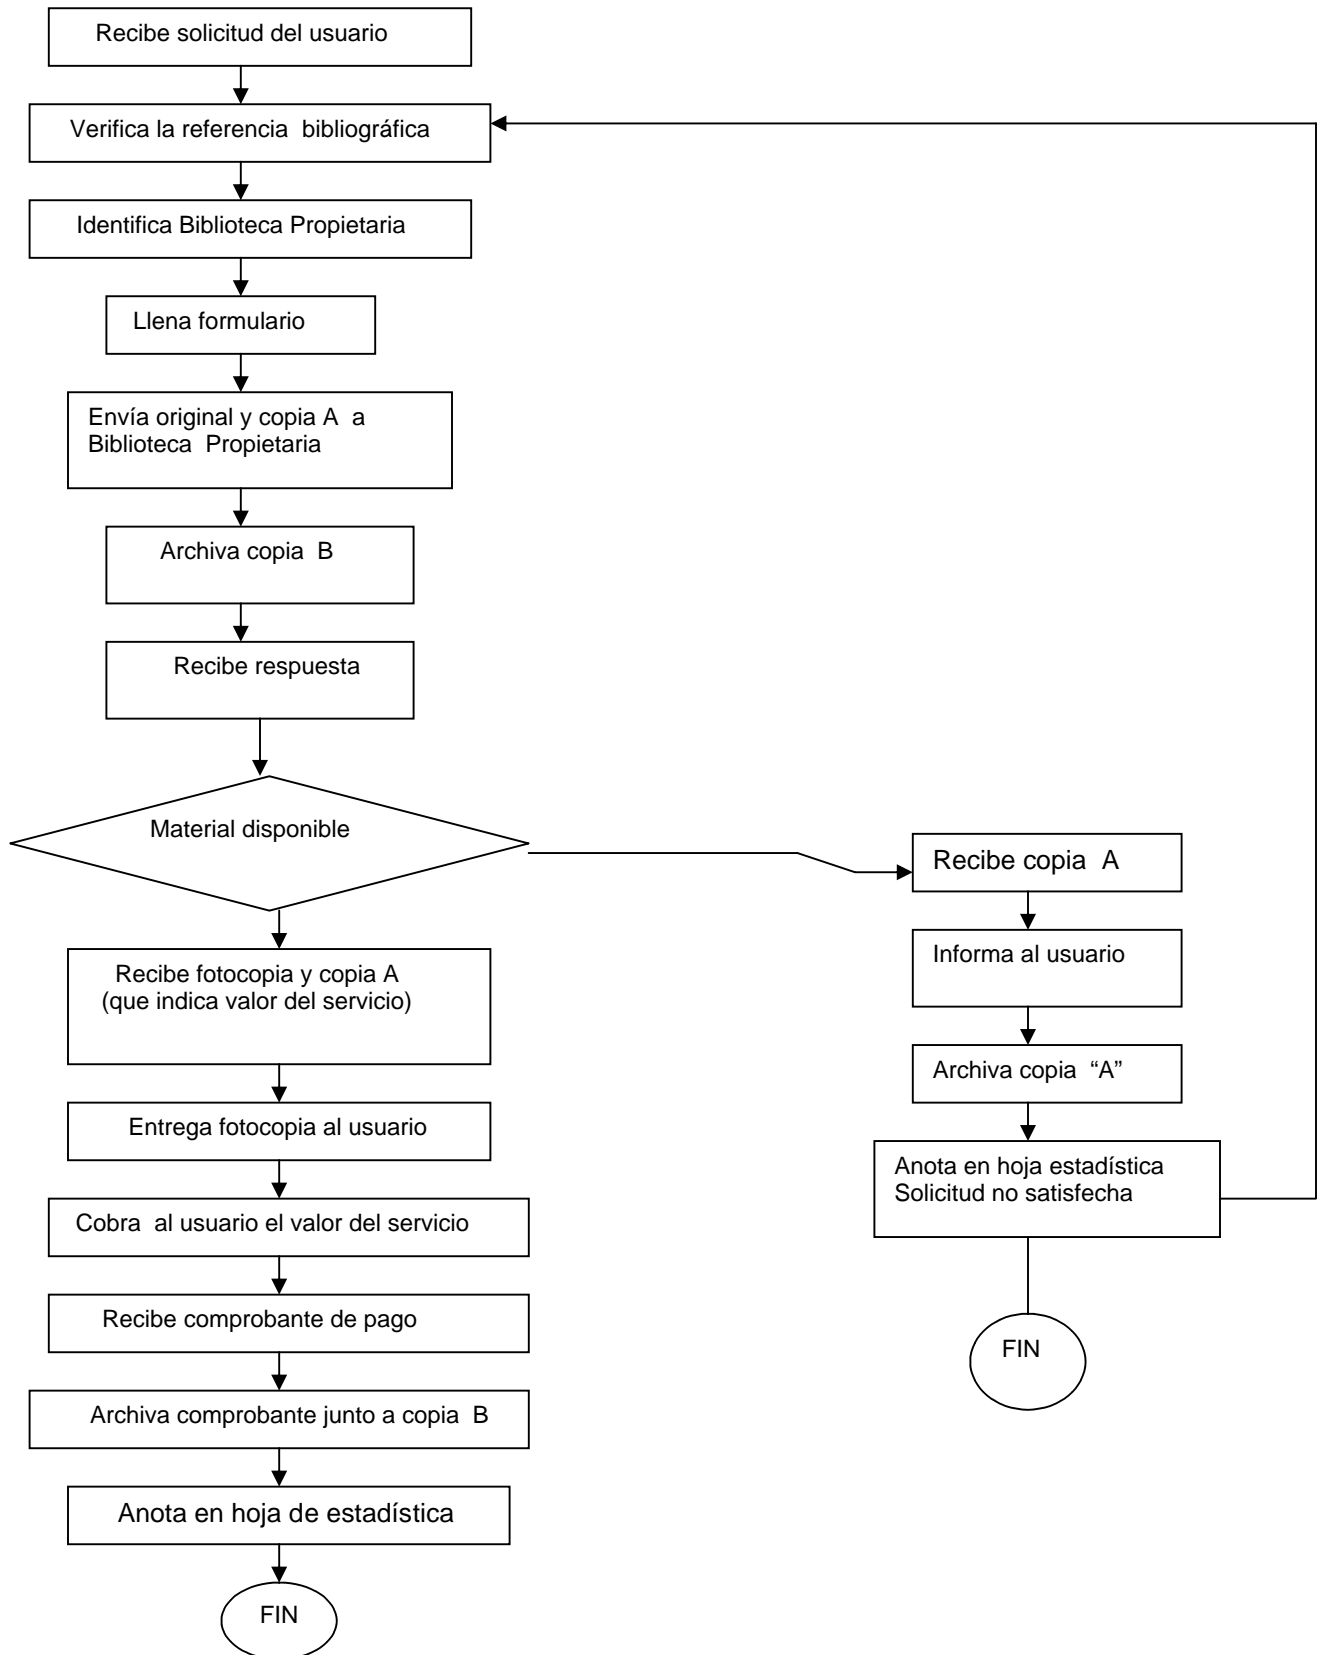 Recibe solicitud del usuario
Verifica la referencia bibliográfica
Identifica Biblioteca Propietaria
Llena formulario
Envía original y copia A a
Biblioteca Propietaria
Archiva copia B
Recibe respuesta
Material disponible
Recibe fotocopia y copia A
(que indica valor del servicio)
Entrega fotocopia al usuario
Cobra al usuario el valor del servicio
Recibe comprobante de pago
Archiva comprobante junto a copia B
Anota en hoja de estadística
FIN
Recibe copia A
Informa al usuario
Archiva copia “A”
Anota en hoja estadística
Solicitud no satisfecha
FIN